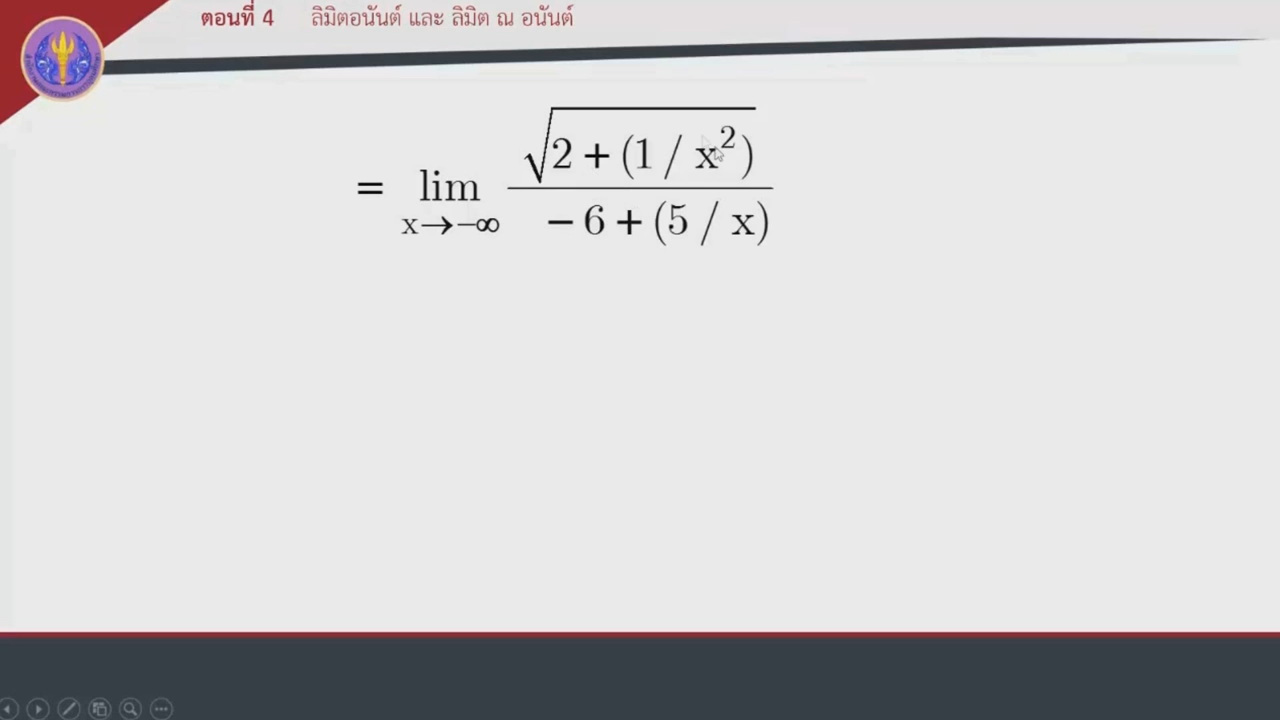 ตอนที่ 4 ลิมิตอนันต์ และ ลิมิต ณ อนันต์
= lim x→−∞ √(2 + (1 / x²)) / (−6 + (5 / x))